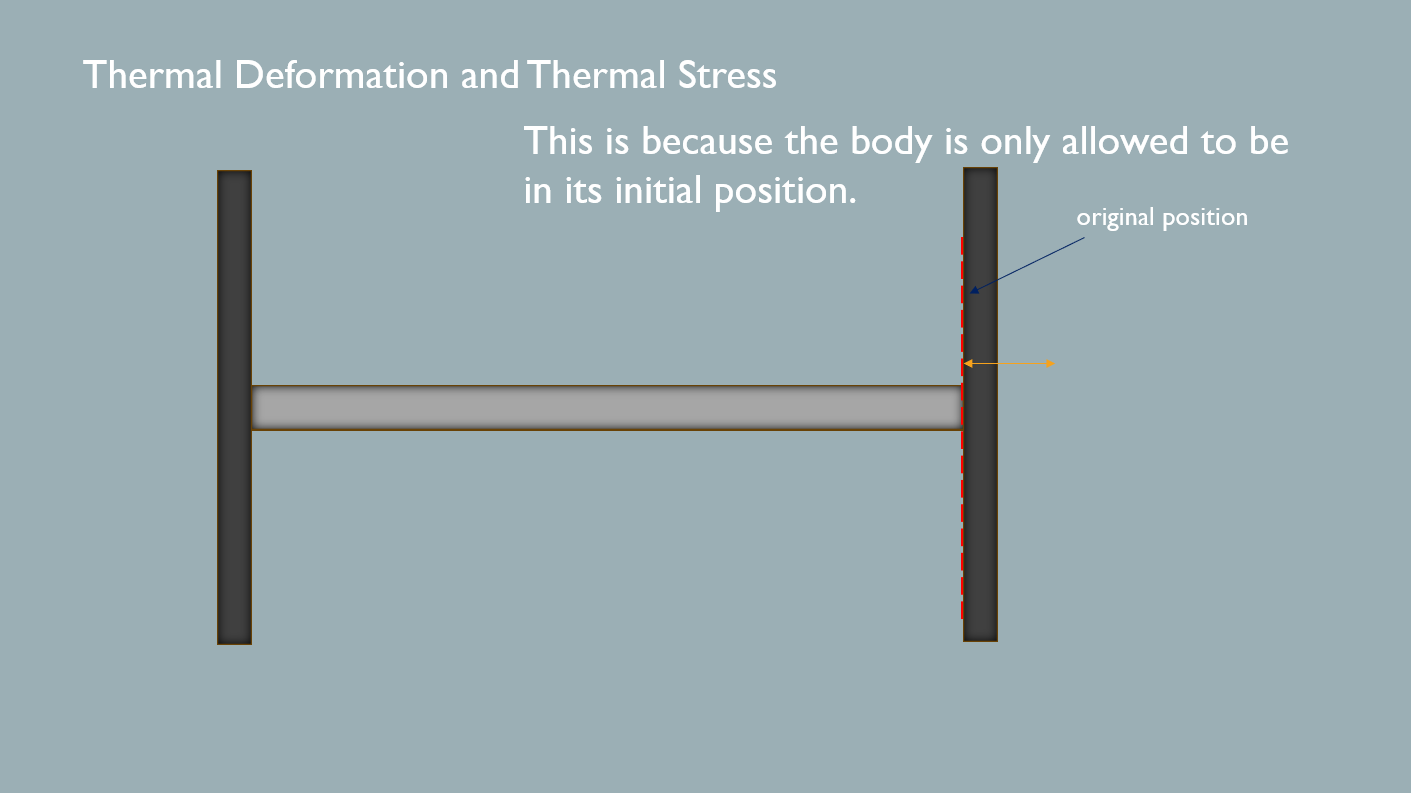 Thermal Deformation and Thermal Stress
This is because the body is only allowed to be
in its initial position.
original position